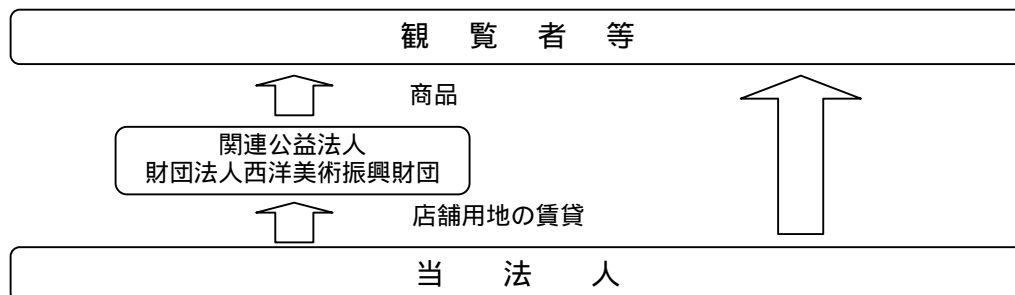 観覧者等
商品
関連公益法人
財団法人西洋美術振興財団
店舗用地の賃貸
当法人